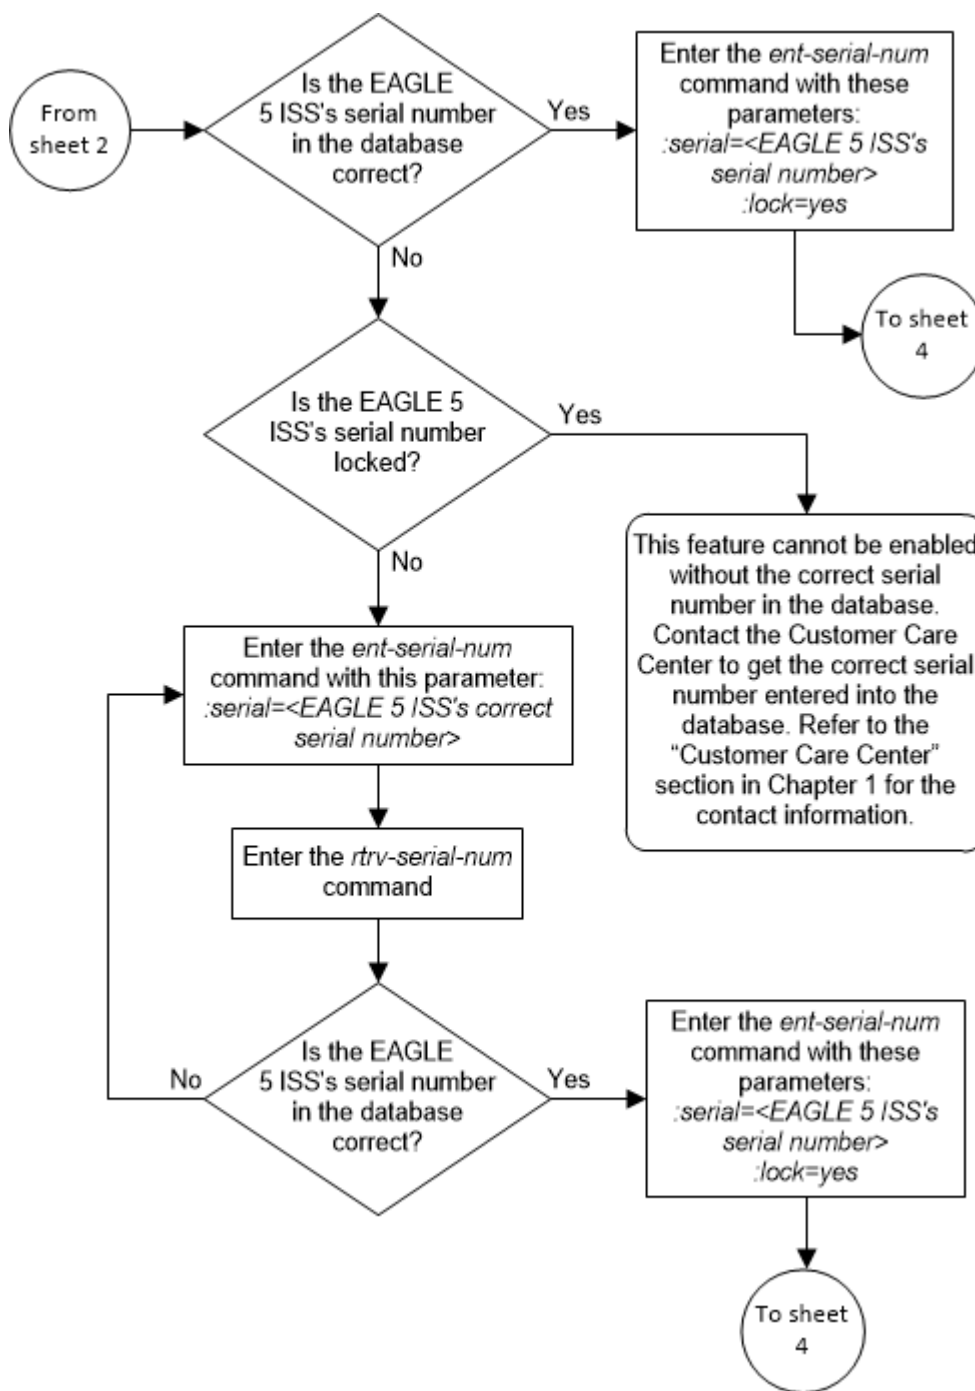 From
sheet 2
Is the EAGLE
5 ISS's serial number
in the database
correct?
Yes
Enter the ent-serial-num
command with these
parameters:
:serial=<EAGLE 5 ISS's
serial number>
:lock=yes
To sheet
4
No
Is the EAGLE 5
ISS's serial number
locked?
Yes
This feature cannot be enabled
without the correct serial
number in the database.
Contact the Customer Care
Center to get the correct serial
number entered into the
database. Refer to the
“Customer Care Center”
section in Chapter 1 for the
contact information.
No
Enter the ent-serial-num
command with this parameter:
:serial=<EAGLE 5 ISS's correct
serial number>
Enter the rtrv-serial-num
command
Is the EAGLE
5 ISS's serial number
in the database
correct?
No
Yes
Enter the ent-serial-num
command with these
parameters:
:serial=<EAGLE 5 ISS's
serial number>
:lock=yes
To sheet
4